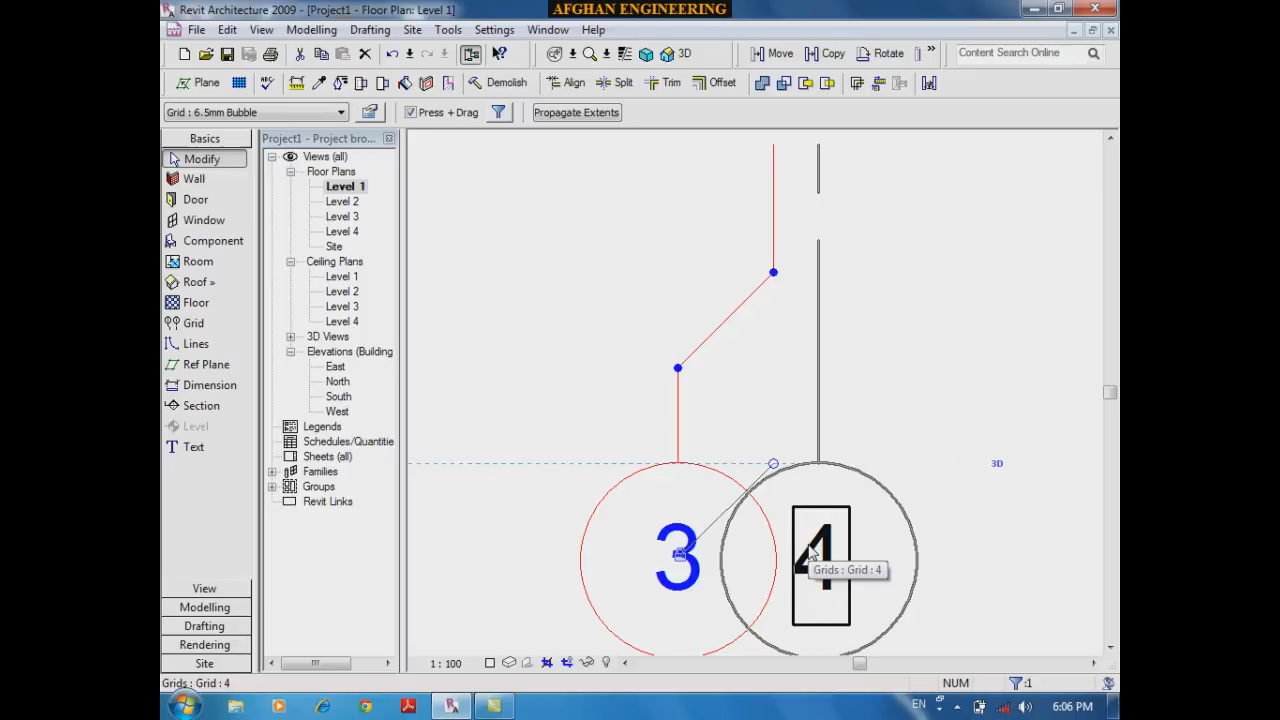 Revit Architecture 2009 - [Project1 - Floor Plan: Level 1]
AFGHAN ENGINEERING
File Edit View Modelling Drafting Site Tools Settings Window Help
3D Move Copy Rotate » Content Search Online
Plane Demolish Align Split Trim Offset
Grid : 6.5mm Bubble Press + Drag Propagate Extents
Basics
Modify
Wall
Door
Window
Component
Room
Roof »
Floor
Grid
Lines
Ref Plane
Dimension
Section
Level
Text
View
Modelling
Drafting
Rendering
Site
Project1 - Project bro...
Views (all)
Floor Plans
Level 1
Level 2
Level 3
Level 4
Site
Ceiling Plans
Level 1
Level 2
Level 3
Level 4
3D Views
Elevations (Building
East
North
South
West
Legends
Schedules/Quantitie
Sheets (all)
Families
Groups
Revit Links
3D
3
4
Grids : Grid : 4
1 : 100
Grids : Grid : 4
NUM
:1
EN
6:06 PM